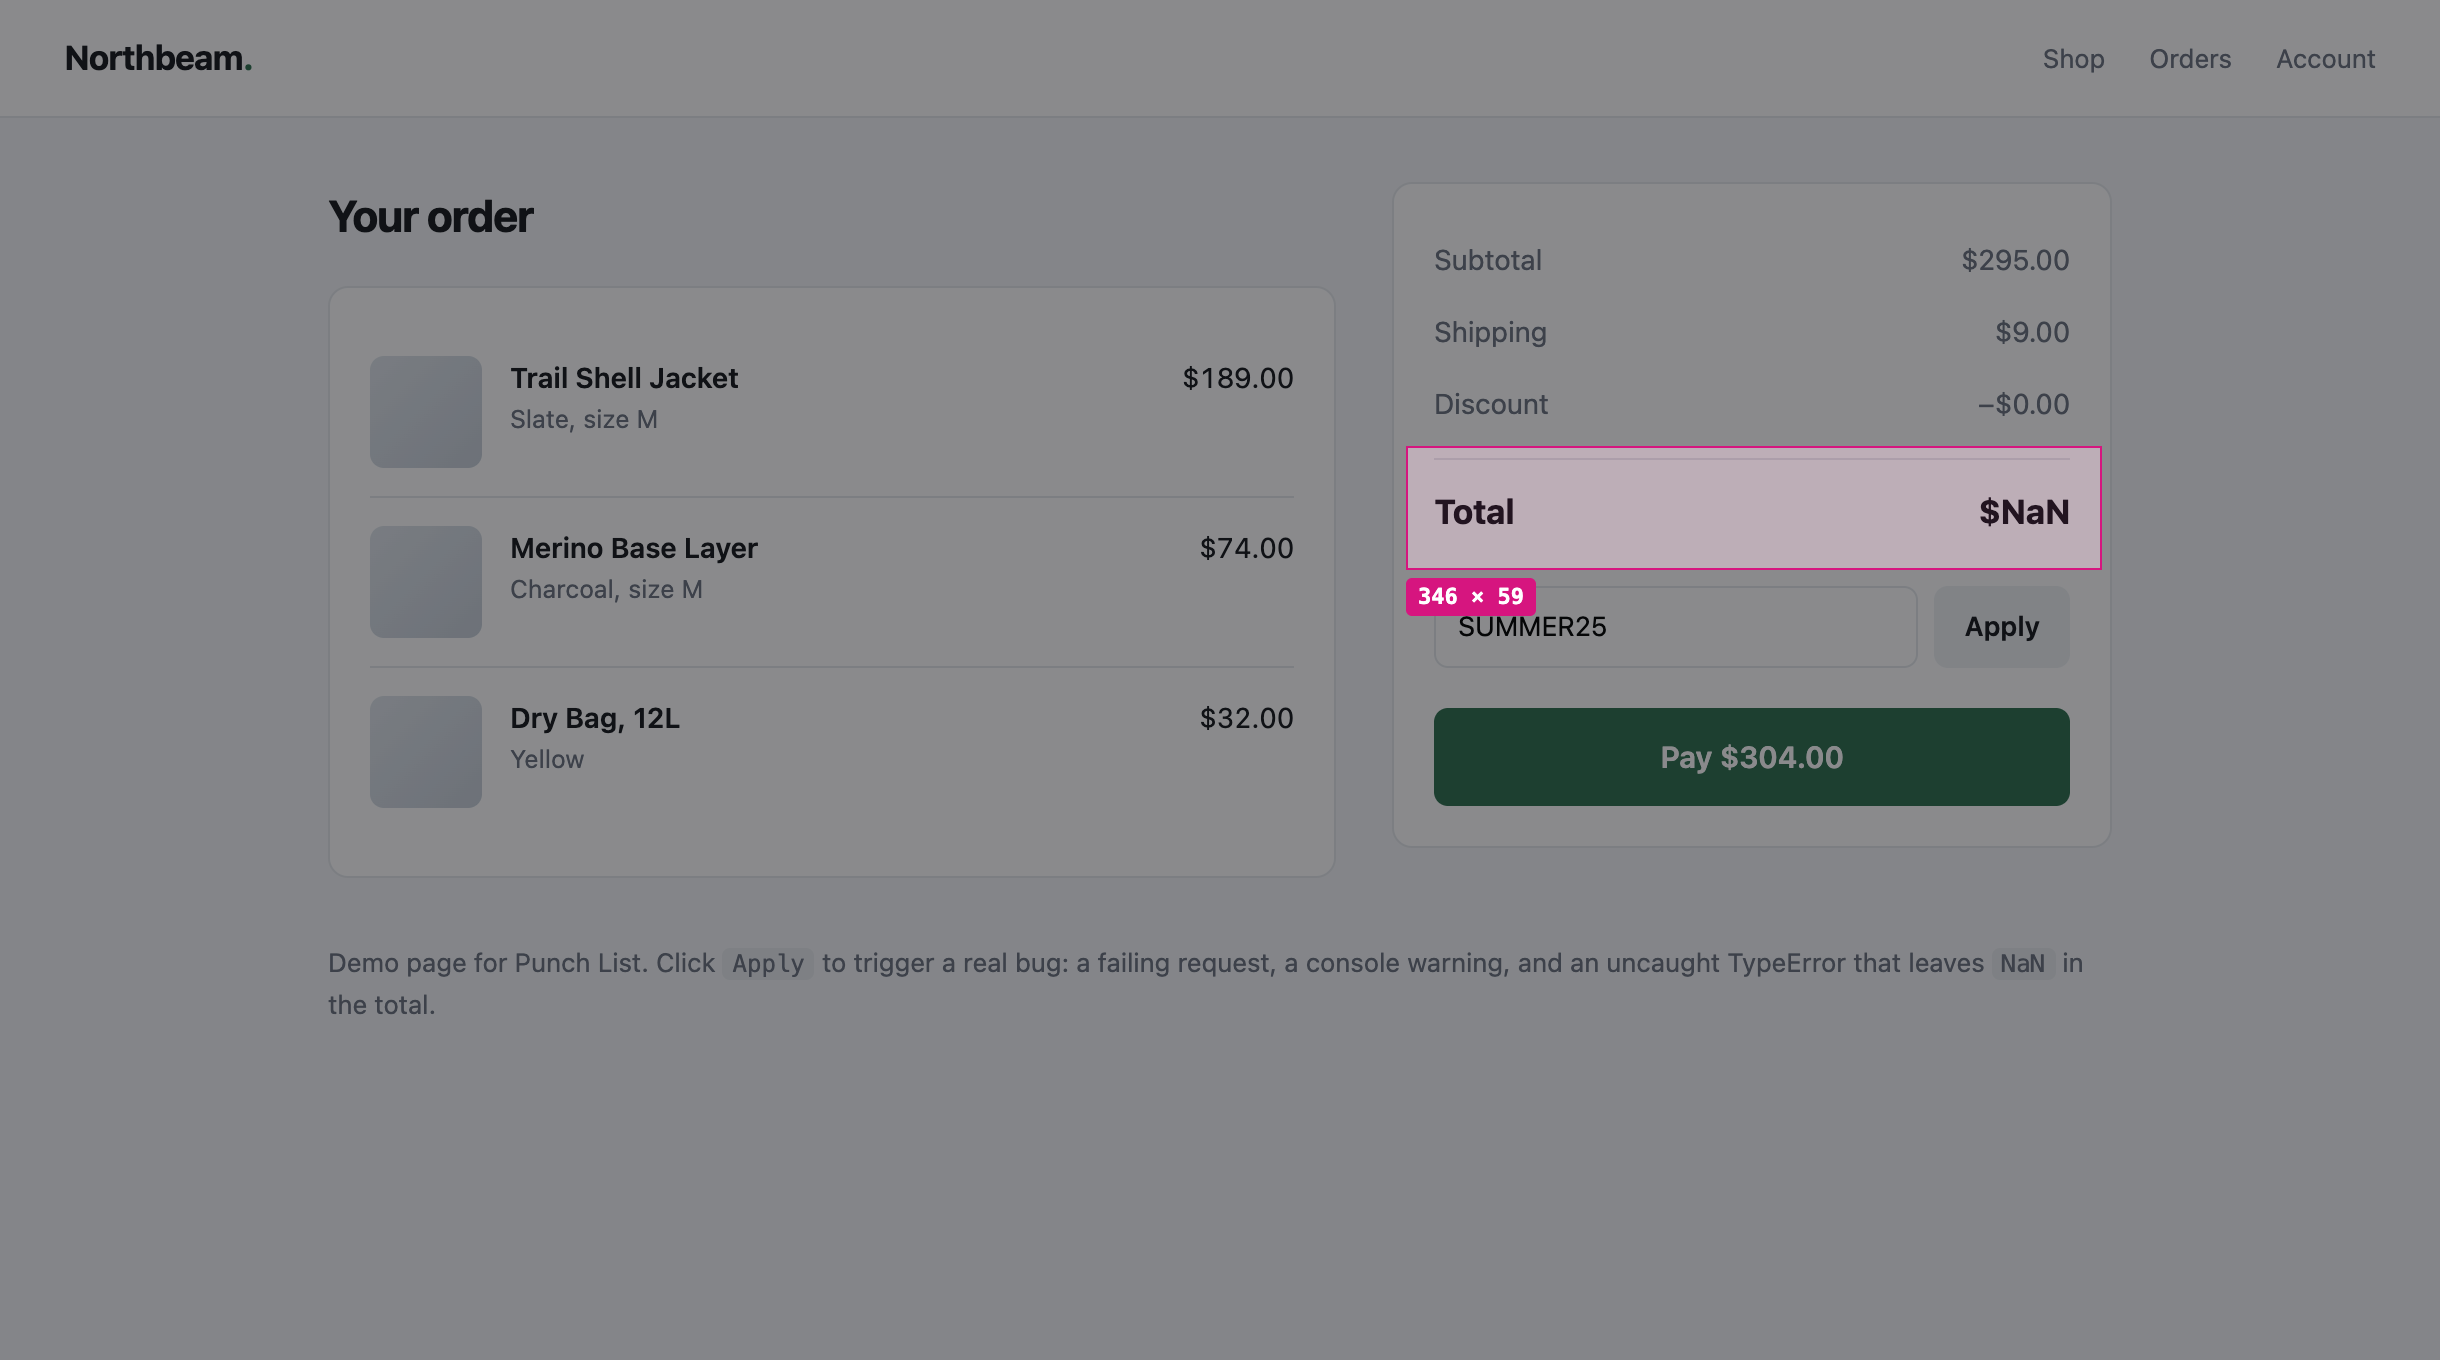 Northbeam.
Shop Orders Account
Your order
Trail Shell Jacket $189.00
Slate, size M
Merino Base Layer $74.00
Charcoal, size M
Dry Bag, 12L $32.00
Yellow
Subtotal $295.00
Shipping $9.00
Discount –$0.00
Total $NaN
346 × 59
SUMMER25 Apply
Pay $304.00
Demo page for Punch List. Click Apply to trigger a real bug: a failing request, a console warning, and an uncaught TypeError that leaves NaN in
the total.